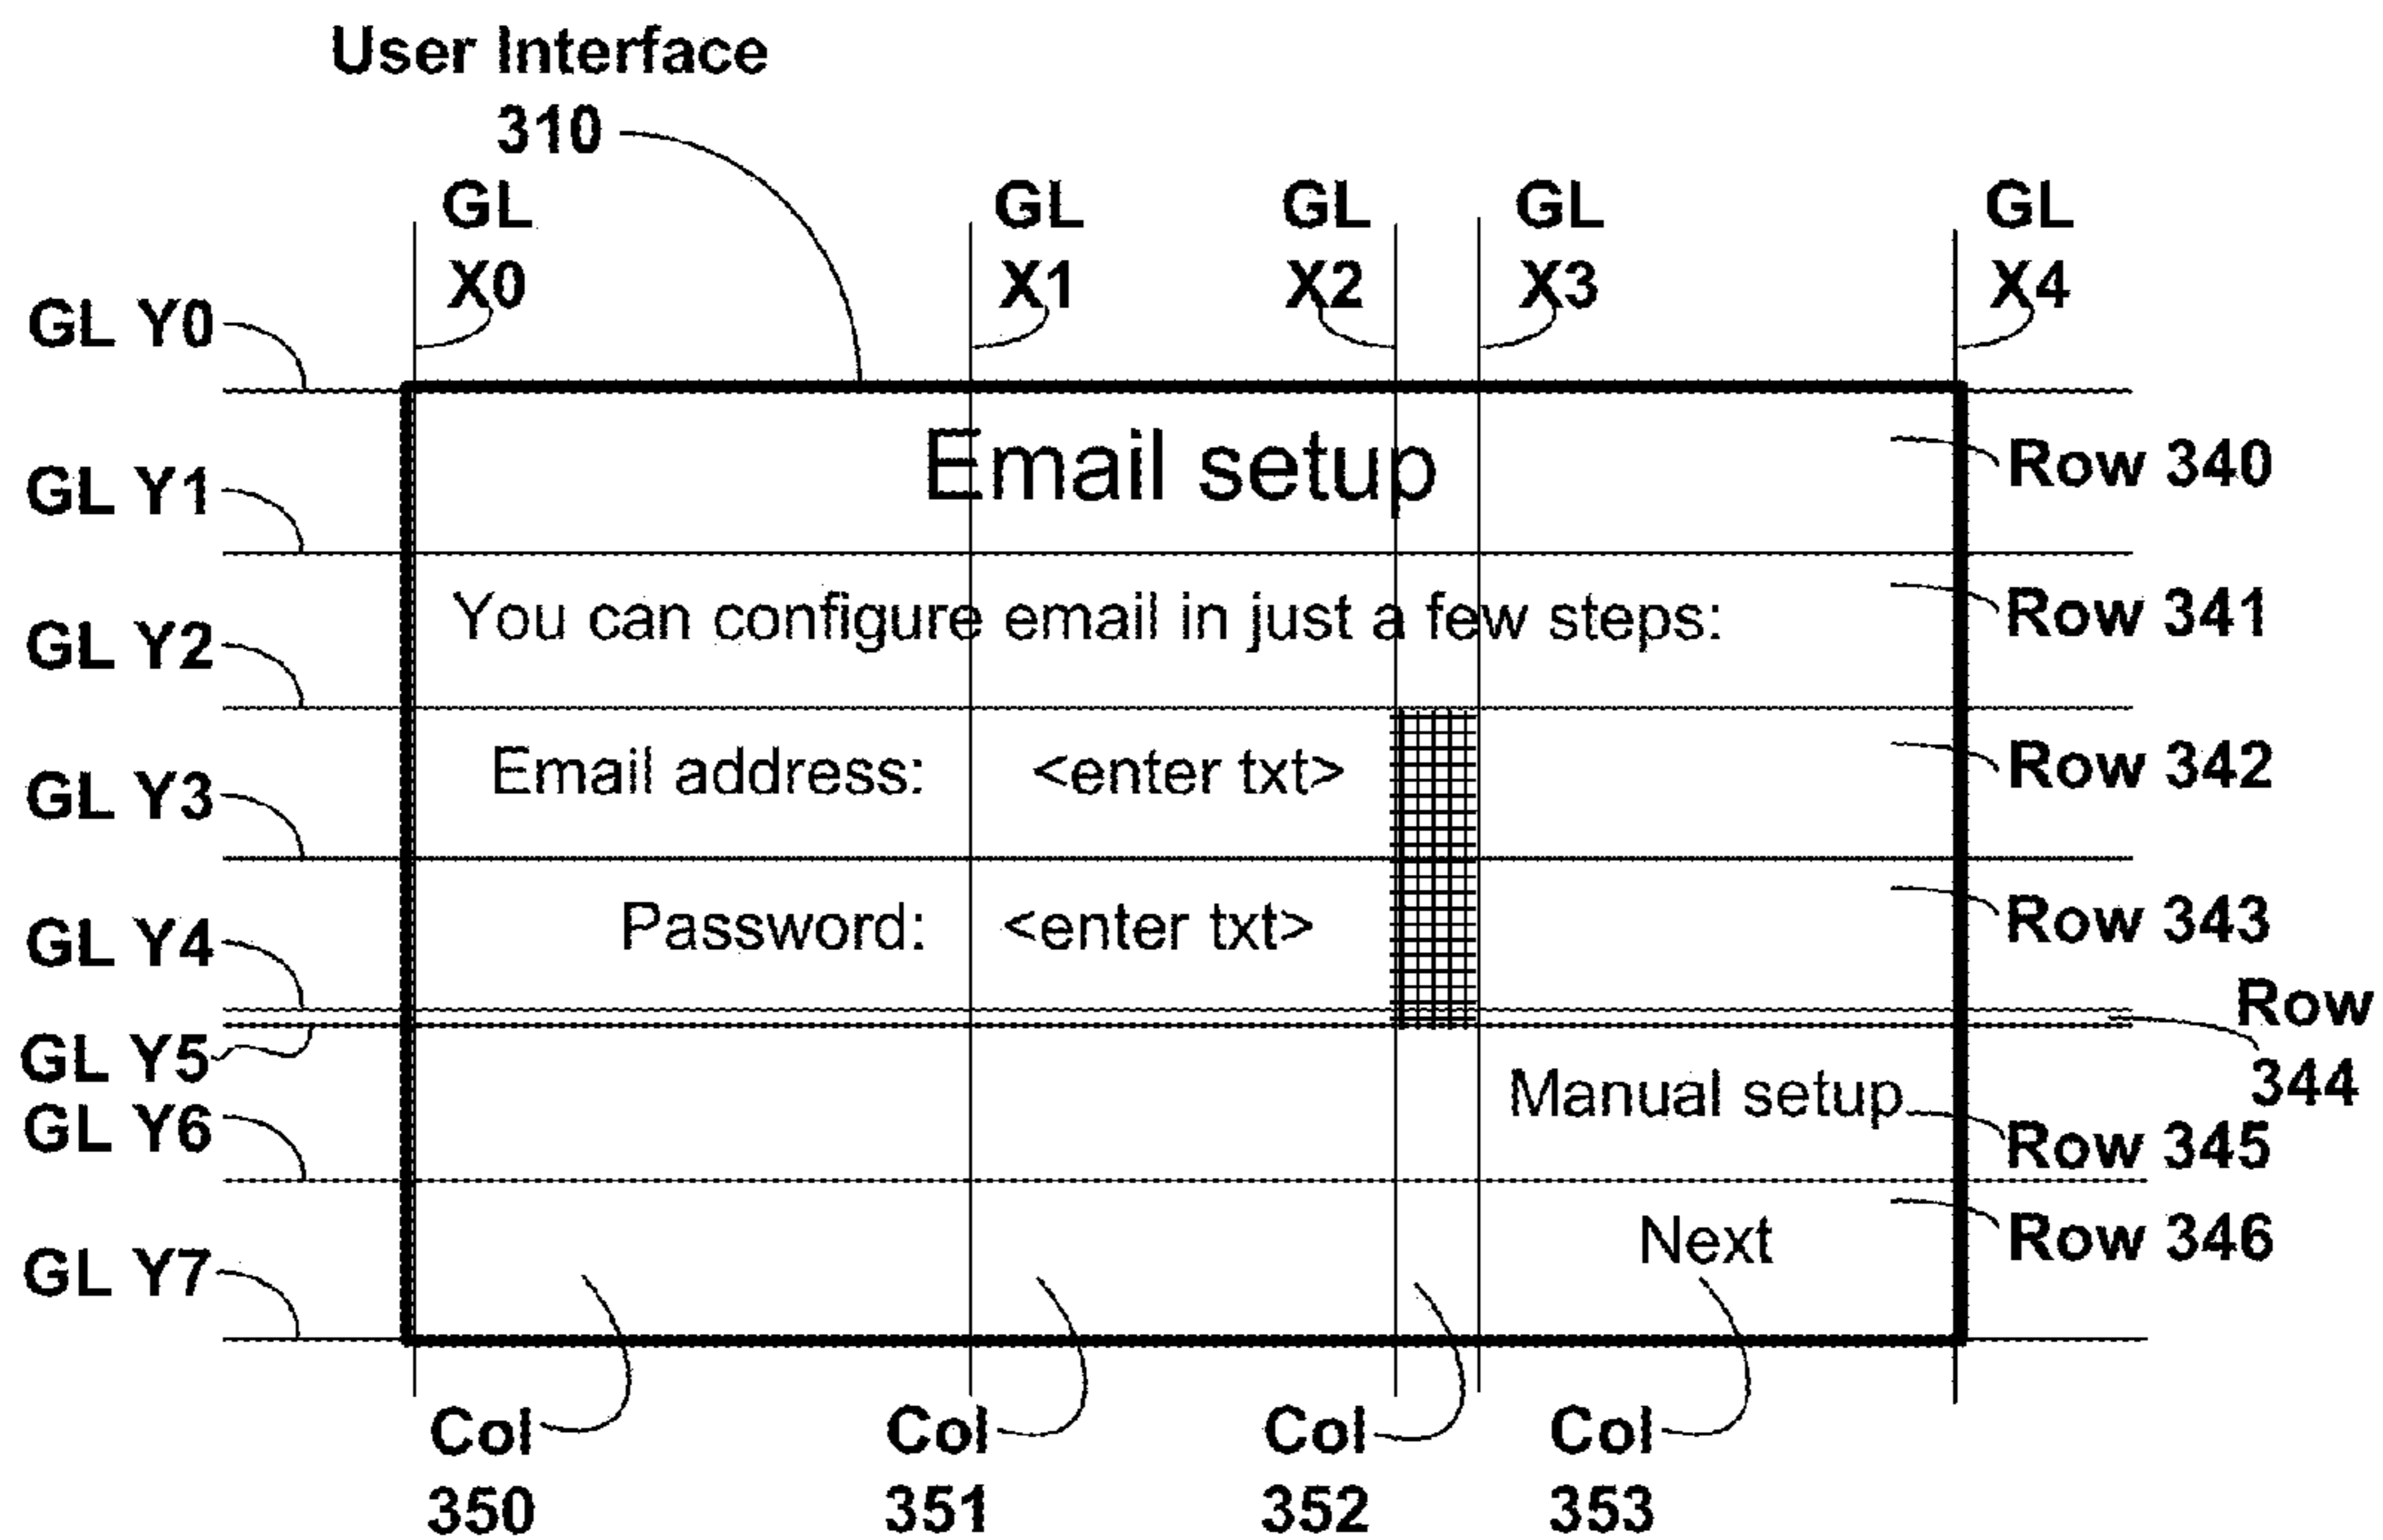 User Interface
310
GL X0
GL X1
GL X2
GL X3
GL X4
GL Y0
Email setup
Row 340
GL Y1
You can configure email in just a few steps:
Row 341
GL Y2
Email address: <enter txt>
Row 342
GL Y3
Password: <enter txt>
Row 343
GL Y4
Row 344
GL Y5
Manual setup
GL Y6
Row 345
Next
Row 346
GL Y7
Col 350
Col 351
Col 352
Col 353